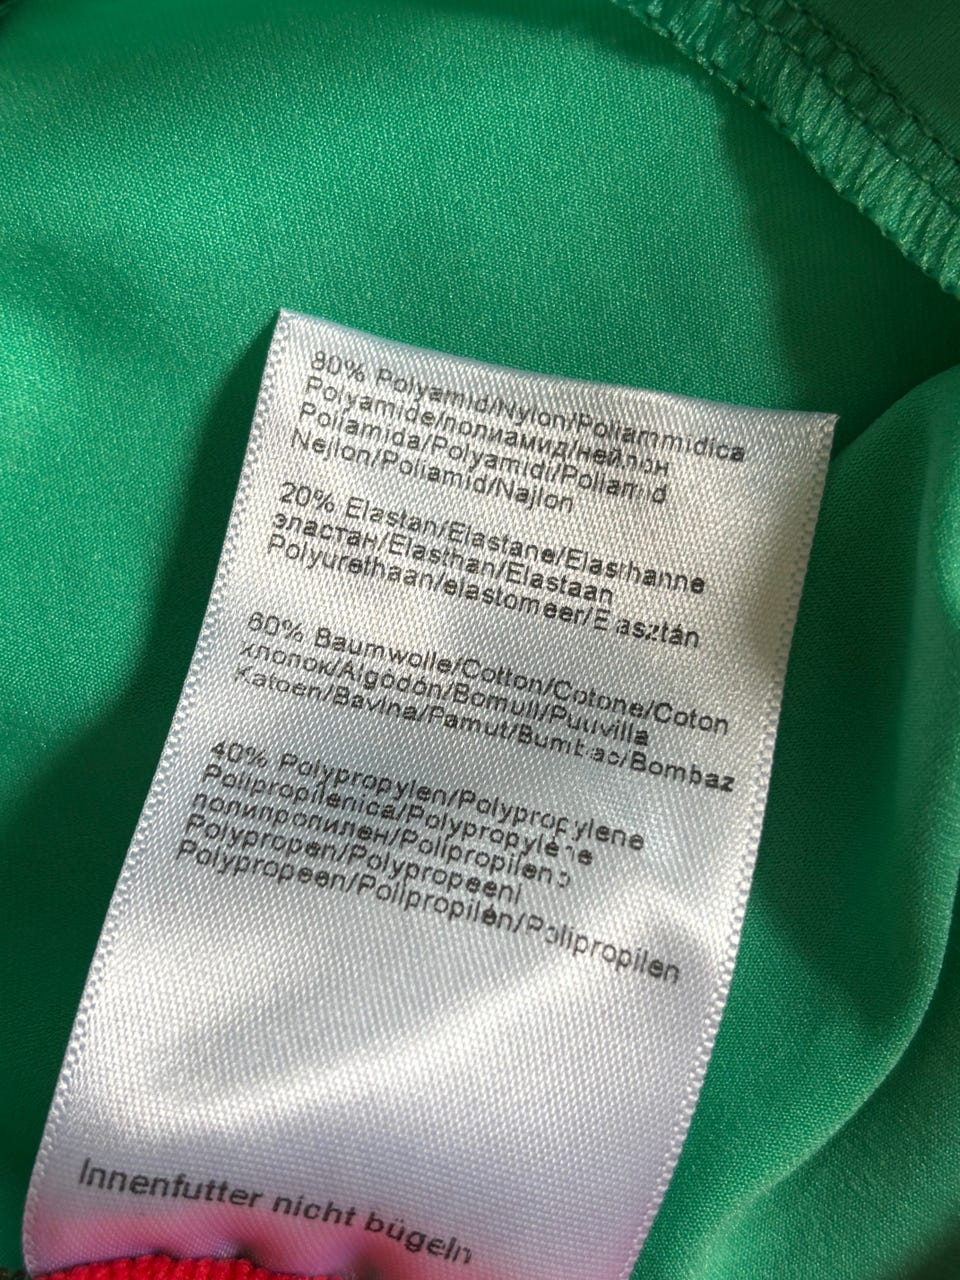 80% Polyamid/Nylon/Poliammidica
Polyamide/полиамид/нейлон
Poliamida/Polyamidi/Poliamid
Nejlon/Poliamid/Najlon
20% Elastan/Elastane/Elasthanne
эластан/Elasthan/Elastaan
Polyurethaan/elastomeer/Elasztán
60% Baumwolle/Cotton/Cotone/Coton
хлопок/Algodón/Bomull/Puuvilla
Katoen/Bavlna/Pamut/Bumbac/Bombaz
40% Polypropylen/Polypropylene
Polipropilenica/Polypropylène
полипропилен/Polipropileno
Polypropen/Polypropeeni
Polypropeen/Polipropilén/Polipropilen
Innenfutter nicht bügeln